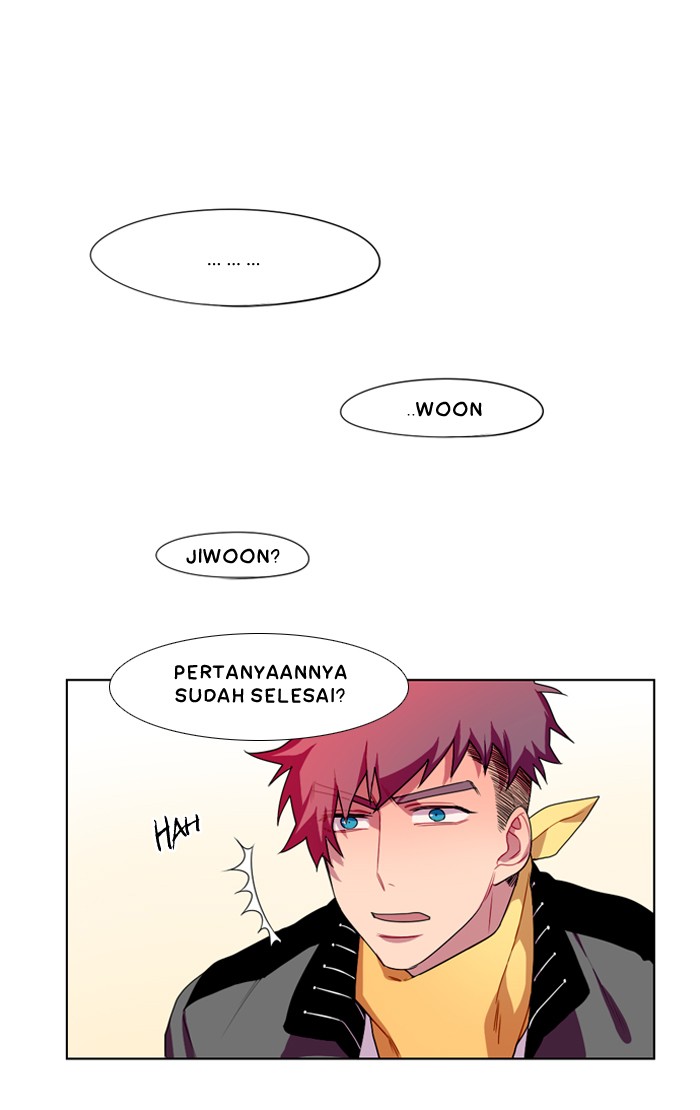 ... ... ...
..WOON
JIWOON?
PERTANYAANNYA
SUDAH SELESAI?
HAH